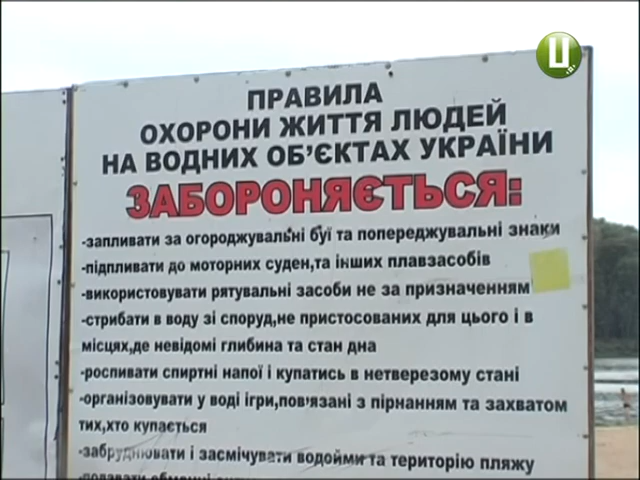 Ц
ПРАВИЛА
ОХОРОНИ ЖИТТЯ ЛЮДЕЙ
НА ВОДНИХ ОБ'ЄКТАХ УКРАЇНИ
ЗАБОРОНЯЄТЬСЯ:
-запливати за огороджувальні буї та попереджувальні знаки
-підпливати до моторних суден,та інших плавзасобів
-використовувати рятувальні засоби не за призначенням
-стрибати в воду зі споруд,не пристосованих для цього і в
місцях,де невідомі глибина та стан дна
-роспивати спиртні напої і купатись в нетверезому стані
-організовувати у воді ігри,пов'язані з пірнанням та захватом
тих,хто купається
-забруднювати і засмічувати водойми та територію пляжу